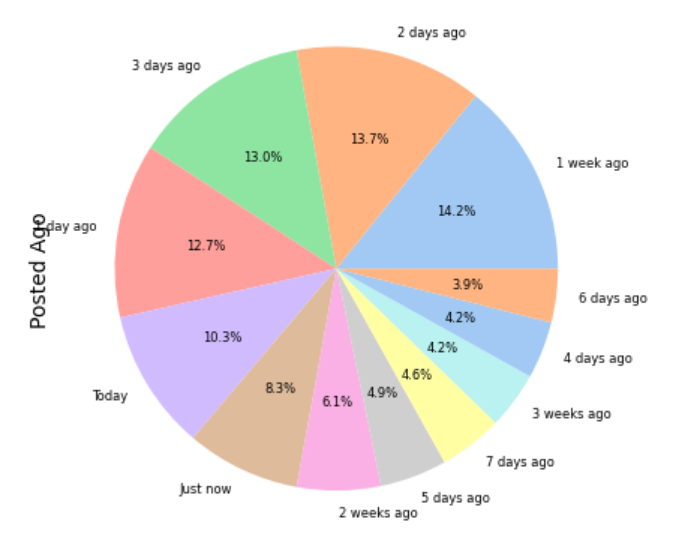 2 days ago
3 days ago
13.7%
13.0%
1 week ago
14.2%
day ago
Posted Ago
12.7%
3.9%
6 days ago
4.2%
10.3%
4.2%
4 days ago
4.6%
8.3%
4.9%
6.1%
Today
3 weeks ago
7 days ago
Just now
5 days ago
2 weeks ago